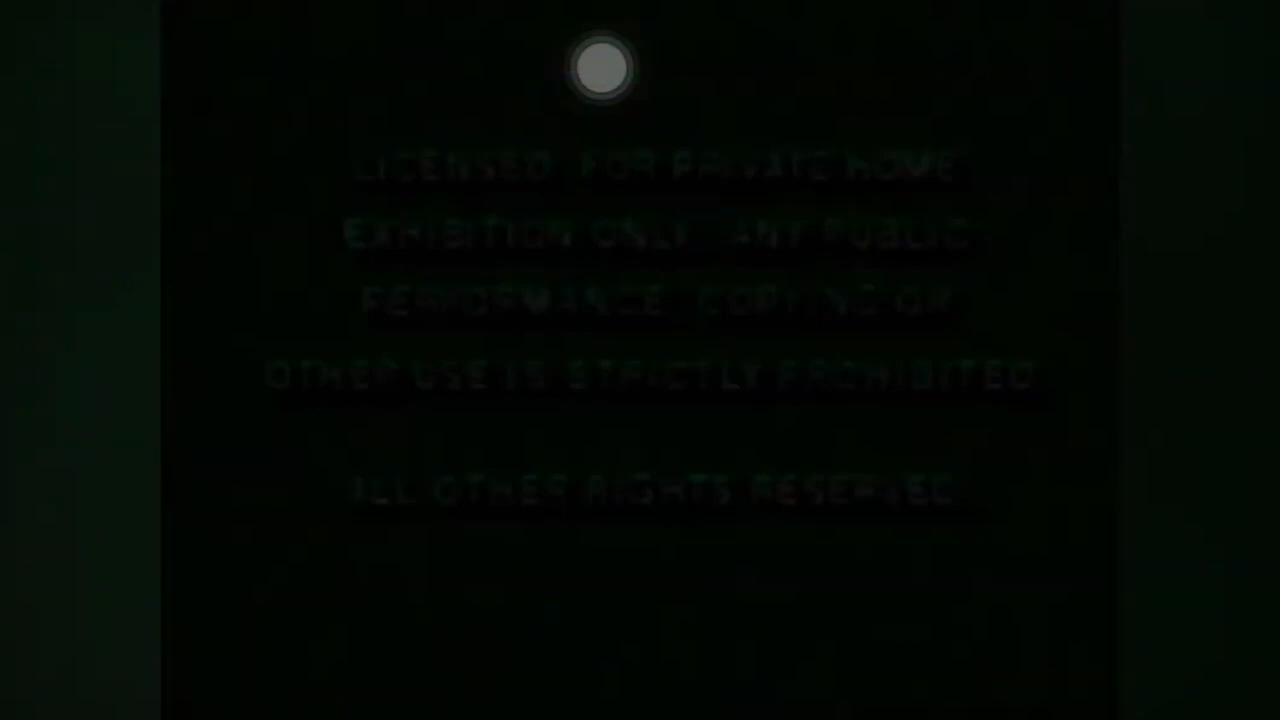 LICENSED FOR PRIVATE HOME
EXHIBITION ONLY ANY PUBLIC
PERFORMANCE COPYING OR
OTHER USE IS STRICTLY PROHIBITED
ALL OTHER RIGHTS RESERVED